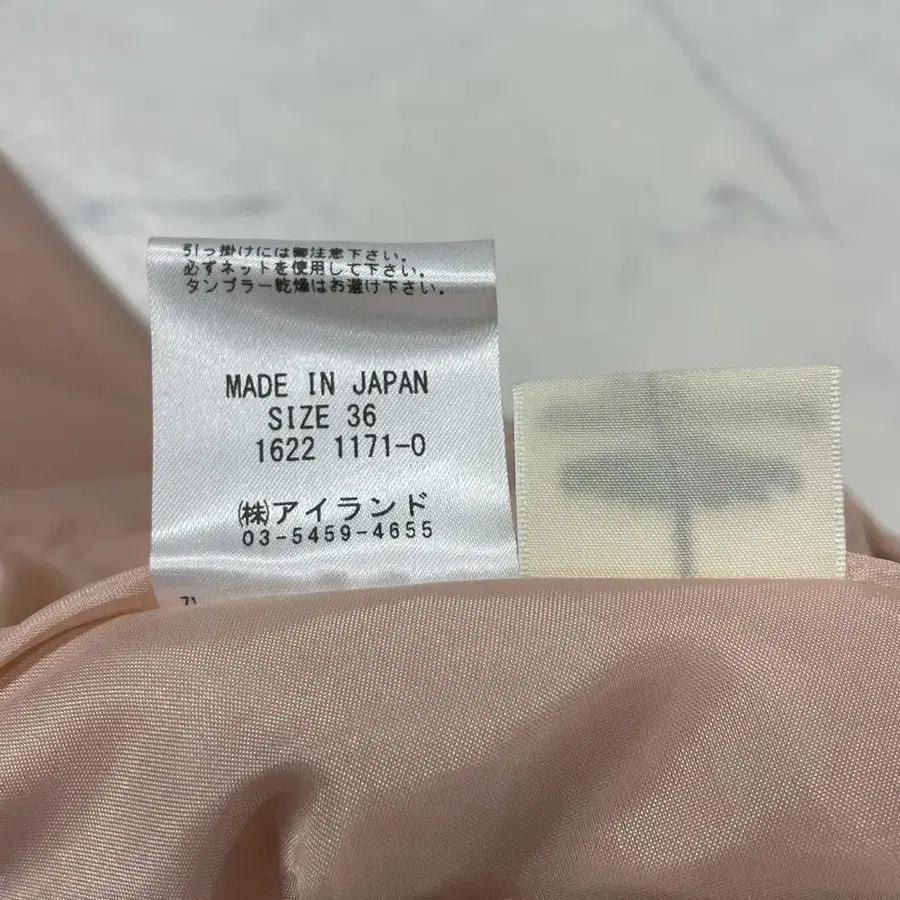 引っ掛けには御注意下さい。
必ずネットを使用して下さい。
タンブラー乾燥はお避け下さい。
MADE IN JAPAN
SIZE 36
1622 1171-0
㈱アイランド
03-5459-4655